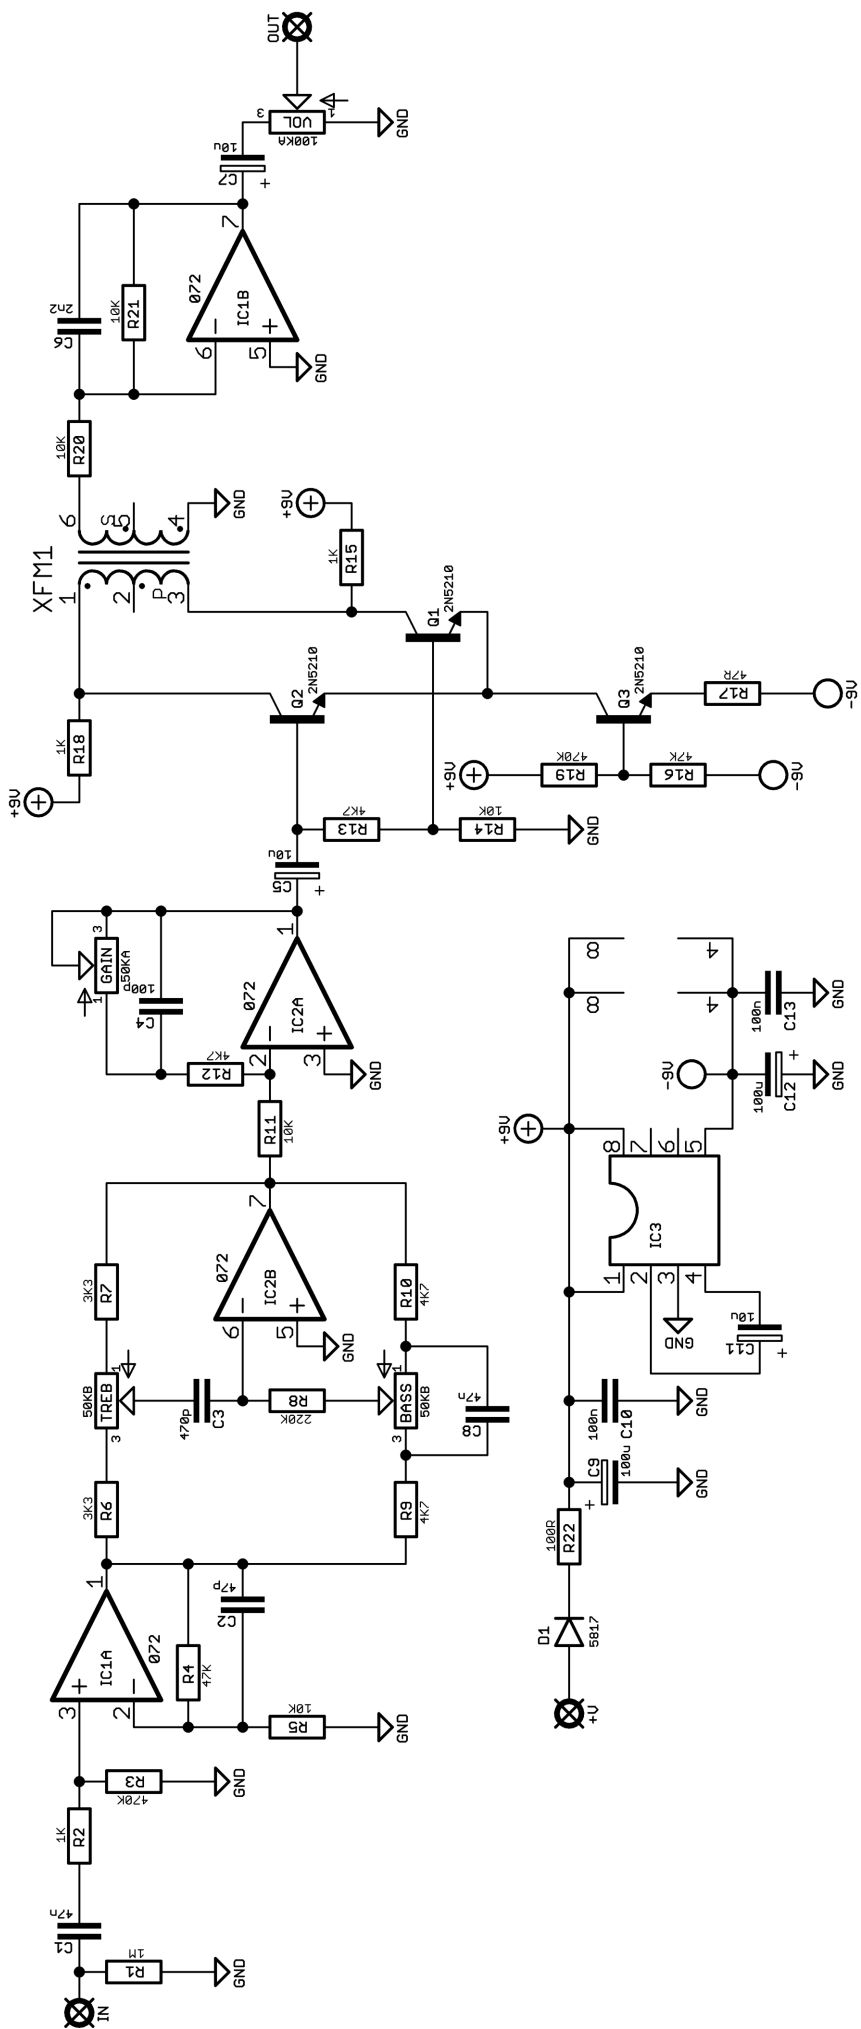 OUT
3
VOL
1
100KA
GND
10u
C7
+
7
072
IC1B
2n2
C6
10K
R21
6
−
5
+
GND
10K
R20
6
S
5
4
GND
XFM1
1
2
P
3
+9V
1K
R15
Q1
2N5210
1K
R18
+9V
Q2
2N5210
Q3
2N5210
47R
R17
-9V
+9V
470K
R19
47K
R16
-9V
4K7
R13
10K
R14
GND
10u
C5
+
3
GAIN
50KA
1
100p
C4
1
072
IC2A
4K7
R12
2
−
3
+
GND
R11
10K
3K3
R7
7
072
IC2B
R10
4K7
6
−
5
+
GND
50KB
TREB
1
3
470p
C3
R8
220K
1
BASS
50KB
3
47n
C8
3K3
R6
R9
4K7
1
IC1A
072
47p
C2
R4
47K
3
+
2
−
10K
R5
GND
R3
470K
GND
1K
R2
47n
C1
1M
R1
GND
IN
8
4
8
4
100n
C13
GND
-9V
100u
+
C12
GND
+9V
8
7
6
5
IC3
1
2
3
4
GND
10u
C11
+
100n
C10
GND
C9
100u
+
GND
100R
R22
D1
5817
+V